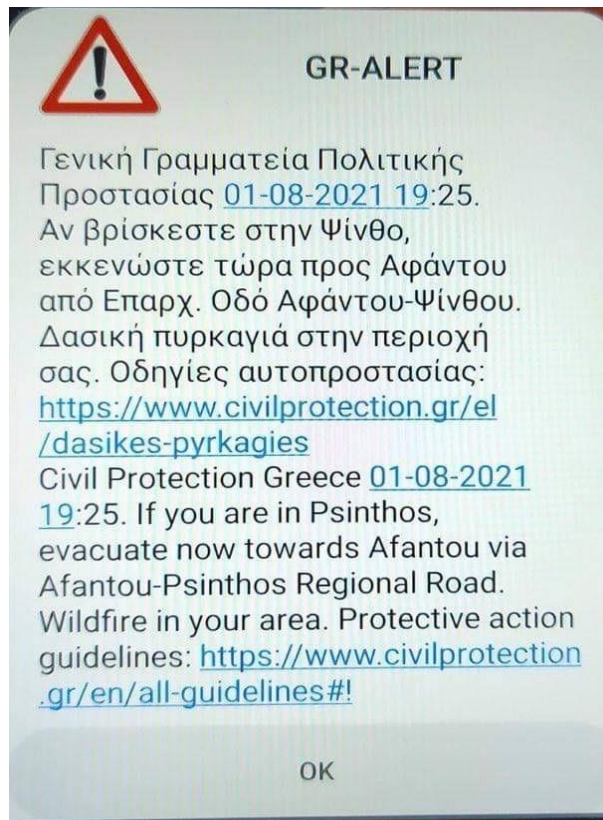 GR-ALERT
Γενική Γραμματεία Πολιτικής
Προστασίας 01-08-2021 19:25.
Αν βρίσκεστε στην Ψίνθο,
εκκενώστε τώρα προς Αφάντου
από Επαρχ. Οδό Αφάντου-Ψίνθου.
Δασική πυρκαγιά στην περιοχή
σας. Οδηγίες αυτοπροστασίας:
https://www.civilprotection.gr/el
/dasikes-pyrkagies
Civil Protection Greece 01-08-2021
19:25. If you are in Psinthos,
evacuate now towards Afantou via
Afantou-Psinthos Regional Road.
Wildfire in your area. Protective action
guidelines: https://www.civilprotection
.gr/en/all-guidelines#!
OK